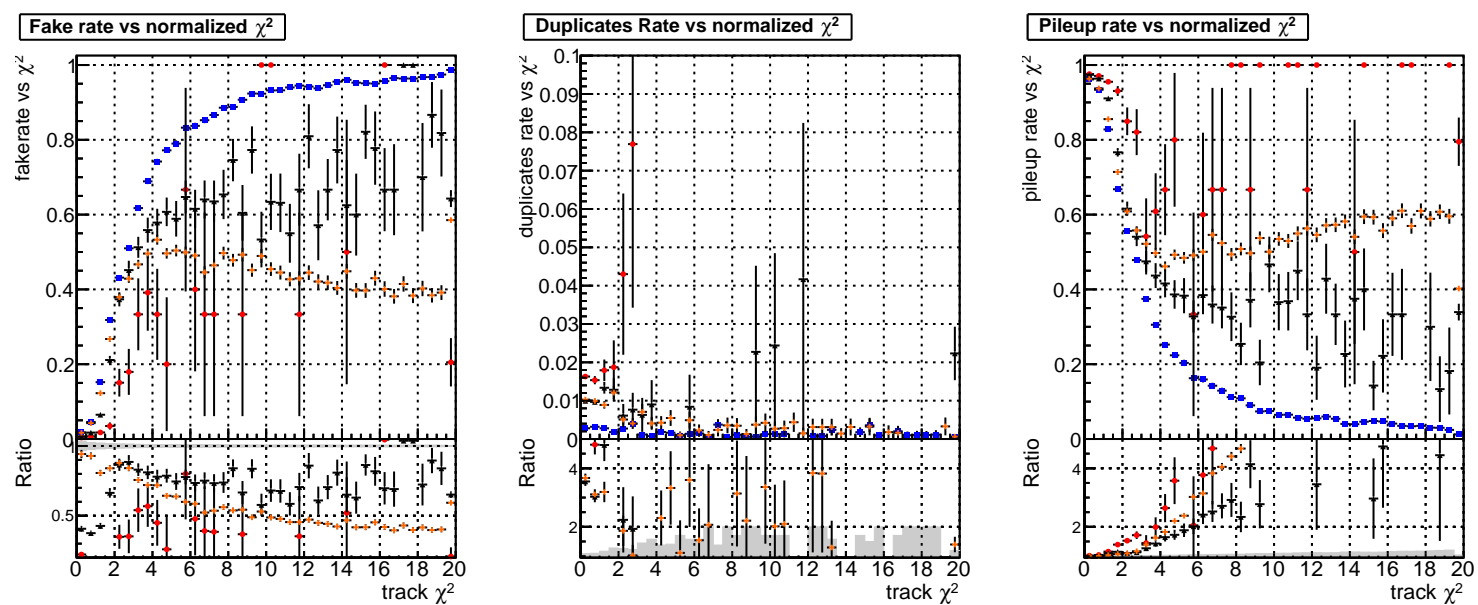 Fake rate vs normalized χ²
fakerate vs χ²
1
0.8
0.6
0.4
0.2
0
Ratio
0.5
0 2 4 6 8 10 12 14 16 18 20
track χ²
Duplicates Rate vs normalized χ²
duplicates rate vs χ²
0.1
0.09
0.08
0.07
0.06
0.05
0.04
0.03
0.02
0.01
0
Ratio
4
2
0 2 4 6 8 10 12 14 16 18 20
track χ²
Pileup rate vs normalized χ²
pileup rate vs χ²
1
0.8
0.6
0.4
0.2
0
Ratio
4
2
0 2 4 6 8 10 12 14 16 18 20
track χ²